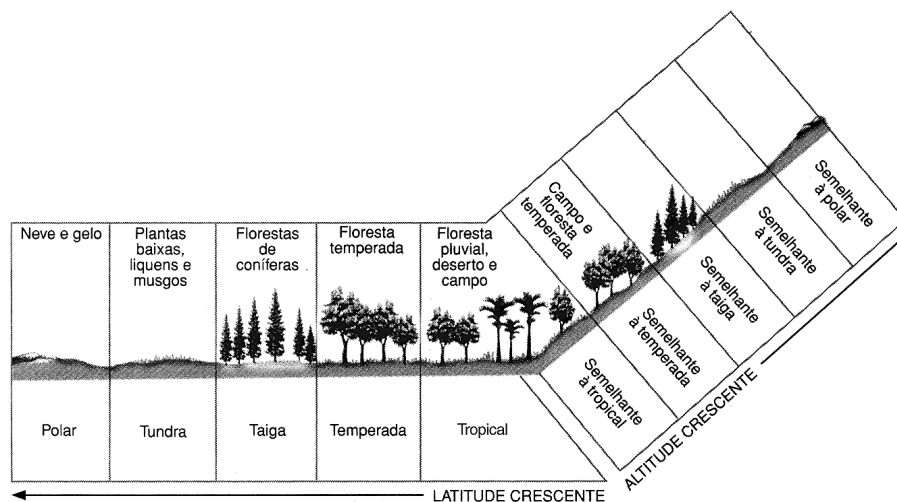 Neve e gelo
Plantas
baixas,
liquens e
musgos
Florestas
de
coníferas
Floresta
temperada
Floresta
pluvial,
deserto e
campo
Campo e
floresta
temperada
Polar
Tundra
Taiga
Temperada
Tropical
Semelhante
à tropical
Semelhante
à temperada
Semelhante
à taiga
Semelhante
à tundra
Semelhante
à polar
LATITUDE CRESCENTE
ALTITUDE CRESCENTE